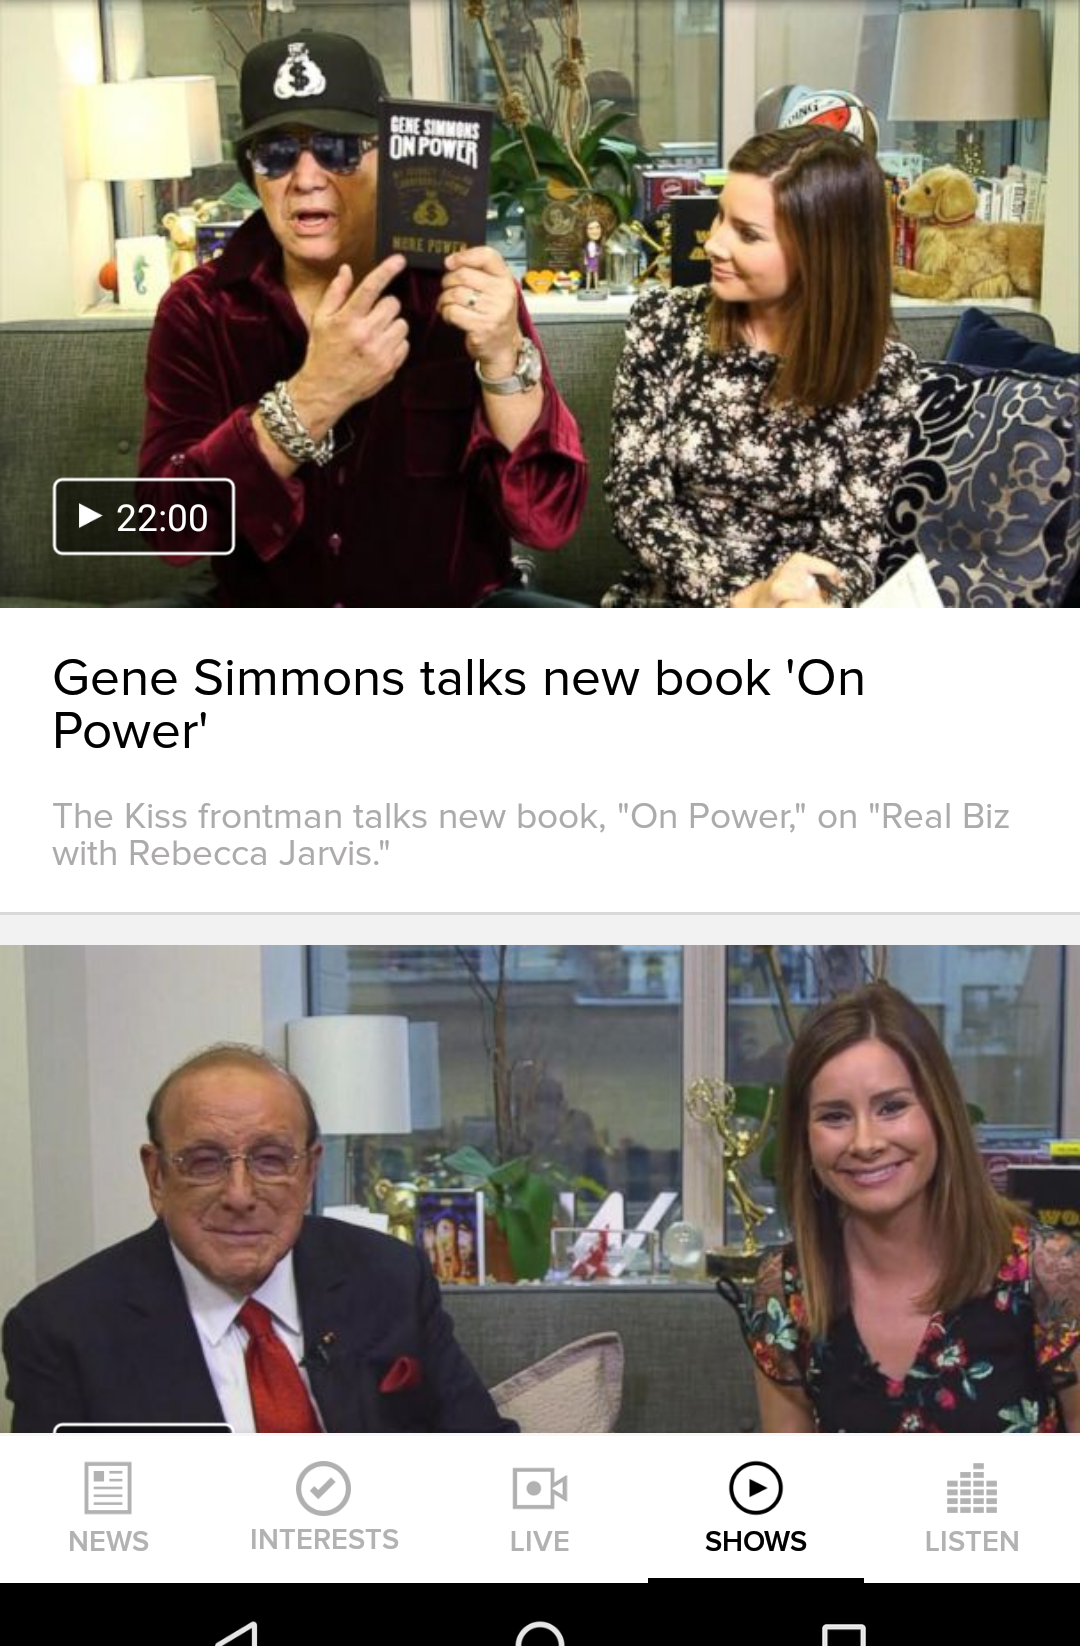 $
GENE SIMMONS
ON POWER
$
MORE POWER
22:00
Gene Simmons talks new book 'On
Power'
The Kiss frontman talks new book, "On Power," on "Real Biz
with Rebecca Jarvis."
WO
NEWS
INTERESTS
LIVE
SHOWS
LISTEN